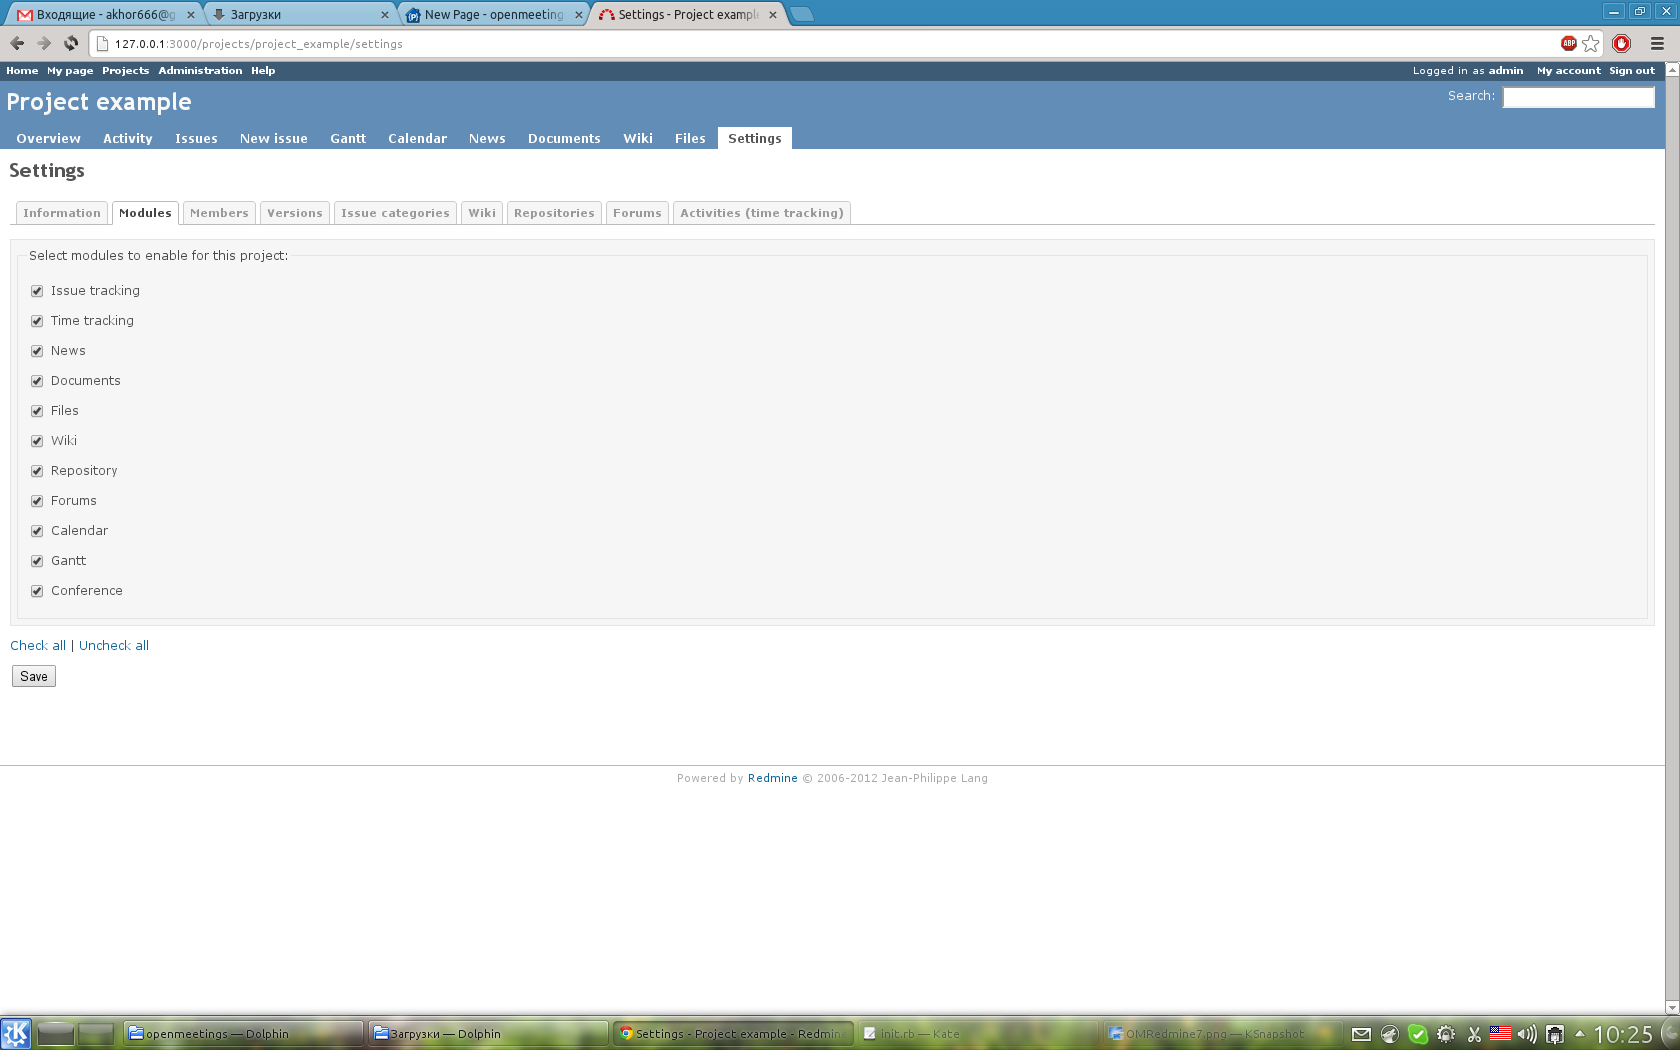 Входящие - akhor666@g
Загрузки
New Page - openmeeting
Settings - Project example
127.0.0.1:3000/projects/project_example/settings
ABP
Home My page Projects Administration Help
Logged in as admin My account Sign out
Project example
Search:
Overview Activity Issues New issue Gantt Calendar News Documents Wiki Files Settings
Settings
Information Modules Members Versions Issue categories Wiki Repositories Forums Activities (time tracking)
Select modules to enable for this project:
Issue tracking
Time tracking
News
Documents
Files
Wiki
Repository
Forums
Calendar
Gantt
Conference
Check all | Uncheck all
Save
Powered by Redmine © 2006-2012 Jean-Philippe Lang
openmeetings — Dolphin
Загрузки — Dolphin
Settings - Project example - Redmine
init.rb — Kate
OMRedmine7.png — KSnapshot
10:25